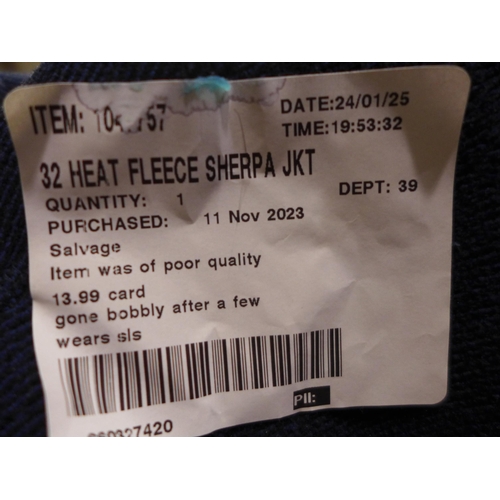 ITEM:
DATE:24/01/25
TIME:19:53:32
32 HEAT FLEECE SHERPA JKT
QUANTITY: 1
DEPT: 39
PURCHASED: 11 Nov 2023
Salvage
Item was of poor quality
13.99 card
gone bobbly after a few
wears sls
PII: